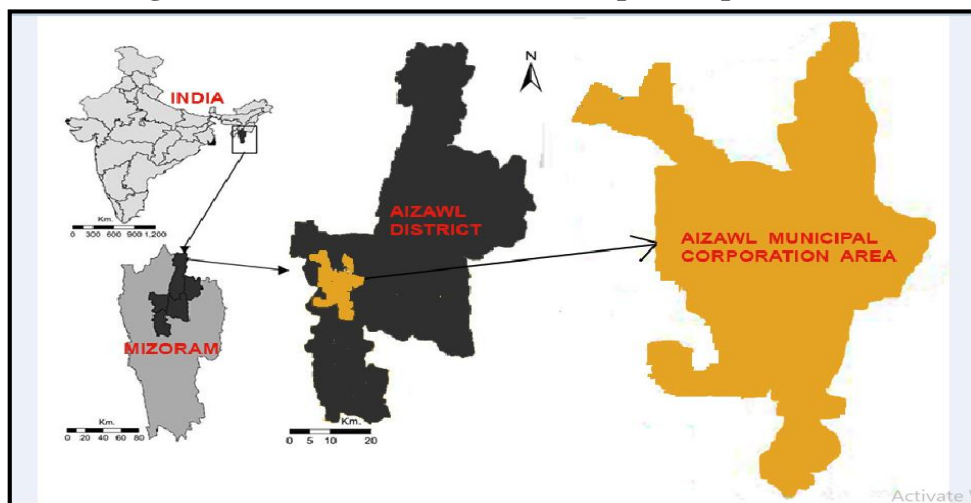 N
INDIA
Km.
0 300 600 900 1,200
AIZAWL
DISTRICT
AIZAWL MUNICIPAL
CORPORATION AREA
MIZORAM
Km.
0 20 40 60 80
Km.
0 5 10 20
Activate